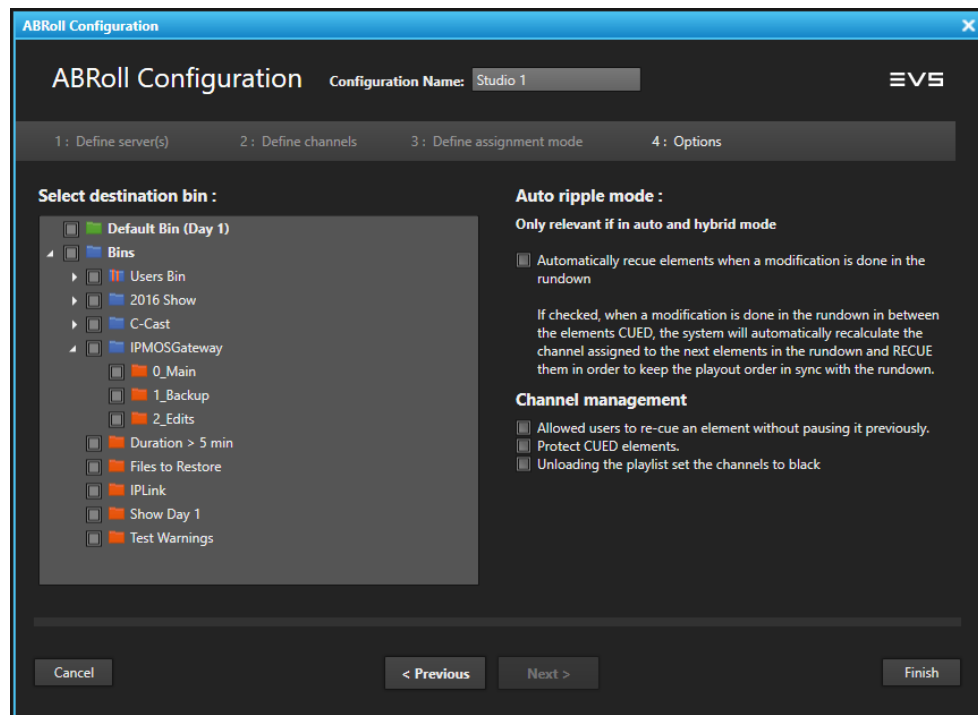 ABRoll Configuration
ABRoll Configuration
Configuration Name: Studio 1
EVS
1 : Define server(s)
2 : Define channels
3 : Define assignment mode
4 : Options
Select destination bin :
Default Bin (Day 1)
Bins
Users Bin
2016 Show
C-Cast
IPMOSGateway
0_Main
1_Backup
2_Edits
Duration > 5 min
Files to Restore
IPLink
Show Day 1
Test Warnings
Auto ripple mode :
Only relevant if in auto and hybrid mode
Automatically recue elements when a modification is done in the
rundown
If checked, when a modification is done in the rundown in between
the elements CUED, the system will automatically recalculate the
channel assigned to the next elements in the rundown and RECUE
them in order to keep the playout order in sync with the rundown.
Channel management
Allowed users to re-cue an element without pausing it previously.
Protect CUED elements.
Unloading the playlist set the channels to black
Cancel
< Previous
Next >
Finish